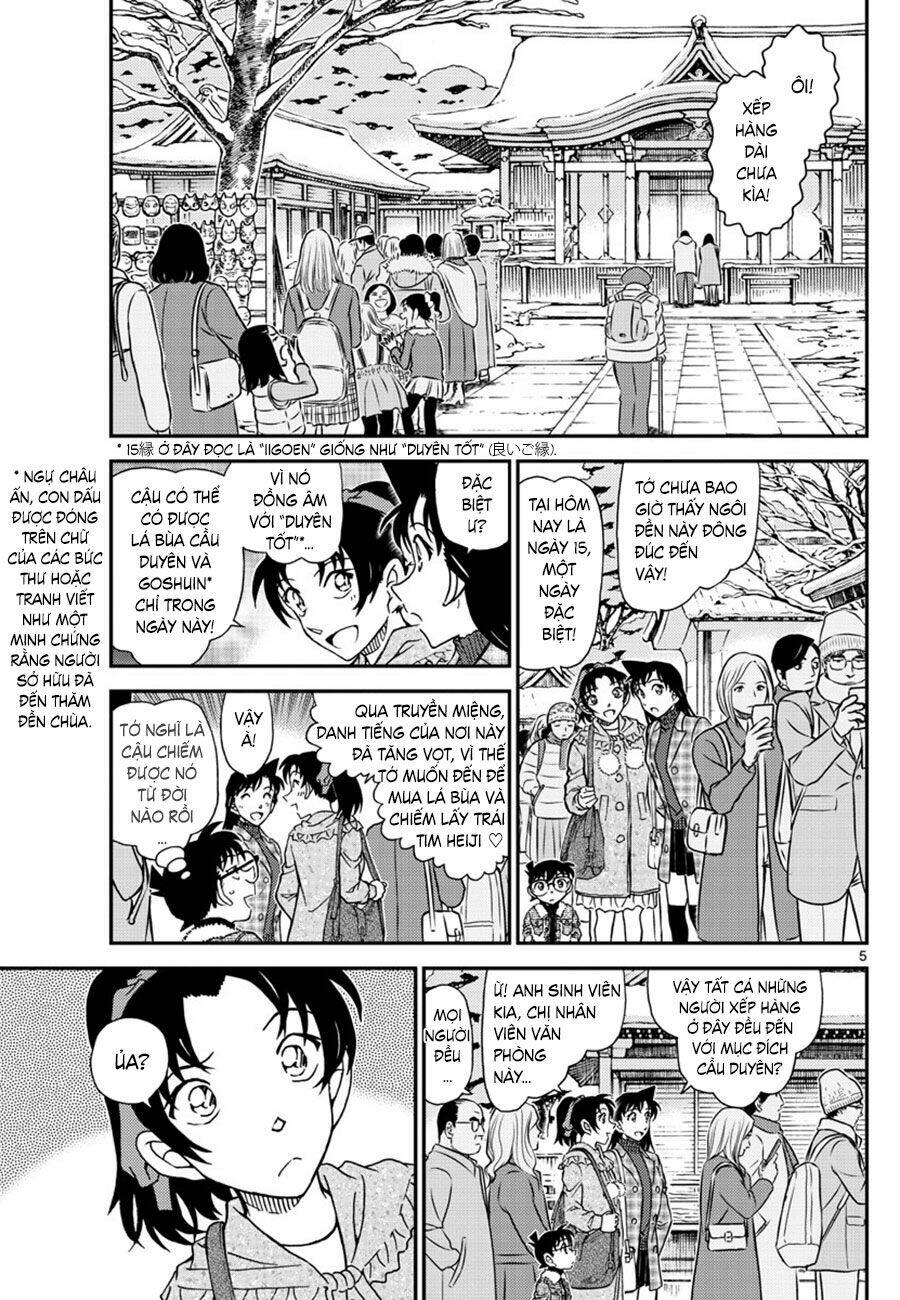 ÔI!
XẾP
HÀNG
DÀI
CHƯA
KÌA!
* 15縁 Ở ĐÂY ĐỌC LÀ "IIGOEN" GIỐNG NHƯ "DUYÊN TỐT" (良いご縁).
* NGỰ CHÂU
ẤN, CON DẤU
ĐƯỢC ĐÓNG
TRÊN CHỮ
CỦA CÁC BỨC
THƯ HOẶC
TRANH VIẾT
NHƯ MỘT
MINH CHỨNG
RẰNG NGƯỜI
SỞ HỮU ĐÃ
ĐẾN THĂM
ĐỀN CHÙA.
TỚ CHƯA BAO
GIỜ THẤY NGÔI
ĐỀN NÀY ĐÔNG
ĐÚC ĐẾN
VẬY!
TẠI HÔM
NAY LÀ
NGÀY 15,
MỘT
NGÀY
ĐẶC
BIỆT!
ĐẶC
BIỆT
Ư?
VÌ NÓ
ĐỒNG ÂM
VỚI "DUYÊN
TỐT"*...
CẬU CÓ THỂ
CÓ ĐƯỢC
LÁ BÙA CẦU
DUYÊN VÀ
GOSHUIN*
CHỈ TRONG
NGÀY NÀY!
QUA TRUYỀN MIỆNG,
DANH TIẾNG CỦA NƠI NÀY
ĐÃ TĂNG VỌT, VÌ THẾ
TỚ MUỐN ĐẾN ĐỂ
MUA LÁ BÙA VÀ
CHIẾM LẤY TRÁI
TIM HEIJI ♡
VẬY
À!
TỚ NGHĨ LÀ
CẬU CHIẾM
ĐƯỢC NÓ
TỪ ĐỜI
NÀO RỒI
...
5
VẬY TẤT CẢ NHỮNG
NGƯỜI XẾP HÀNG
Ở ĐÂY ĐỀU ĐẾN
VỚI MỤC ĐÍCH
CẦU DUYÊN?
Ừ! ANH SINH VIÊN
KIA, CHỊ NHÂN
VIÊN VĂN
PHÒNG
NÀY...
MỌI
NGƯỜI
ĐỀU
...
ỦA?